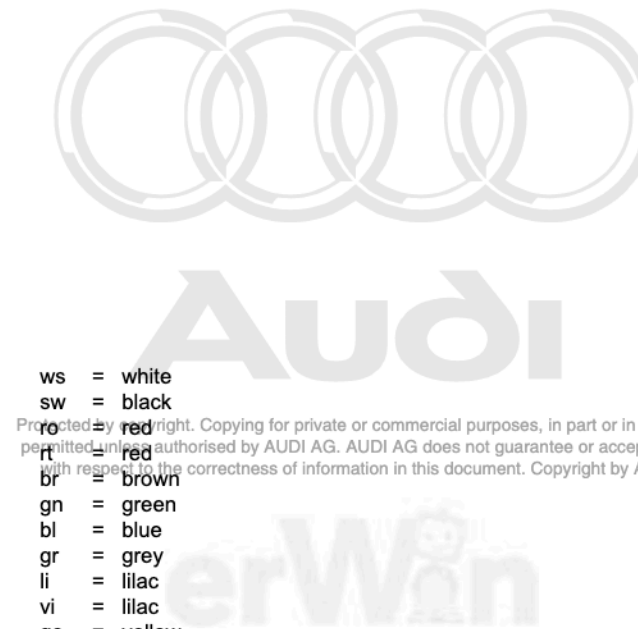 Audi
ws = white
sw = black
Protected by copyright. Copying for private or commercial purposes, in part or in
ro = red
permitted unless authorised by AUDI AG. AUDI AG does not guarantee or accep
rt = red
with respect to the correctness of information in this document. Copyright by A
br = brown
gn = green
bl = blue
gr = grey
li = lilac
vi = lilac
erWin